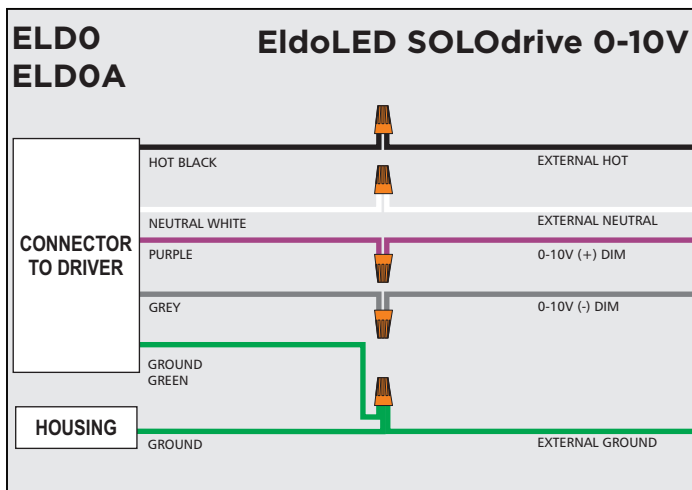 ELD0
ELD0A
EldoLED SOLOdrive 0-10V
HOT BLACK
EXTERNAL HOT
NEUTRAL WHITE
EXTERNAL NEUTRAL
CONNECTOR
TO DRIVER
PURPLE
0-10V (+) DIM
GREY
0-10V (-) DIM
GROUND
GREEN
HOUSING
GROUND
EXTERNAL GROUND